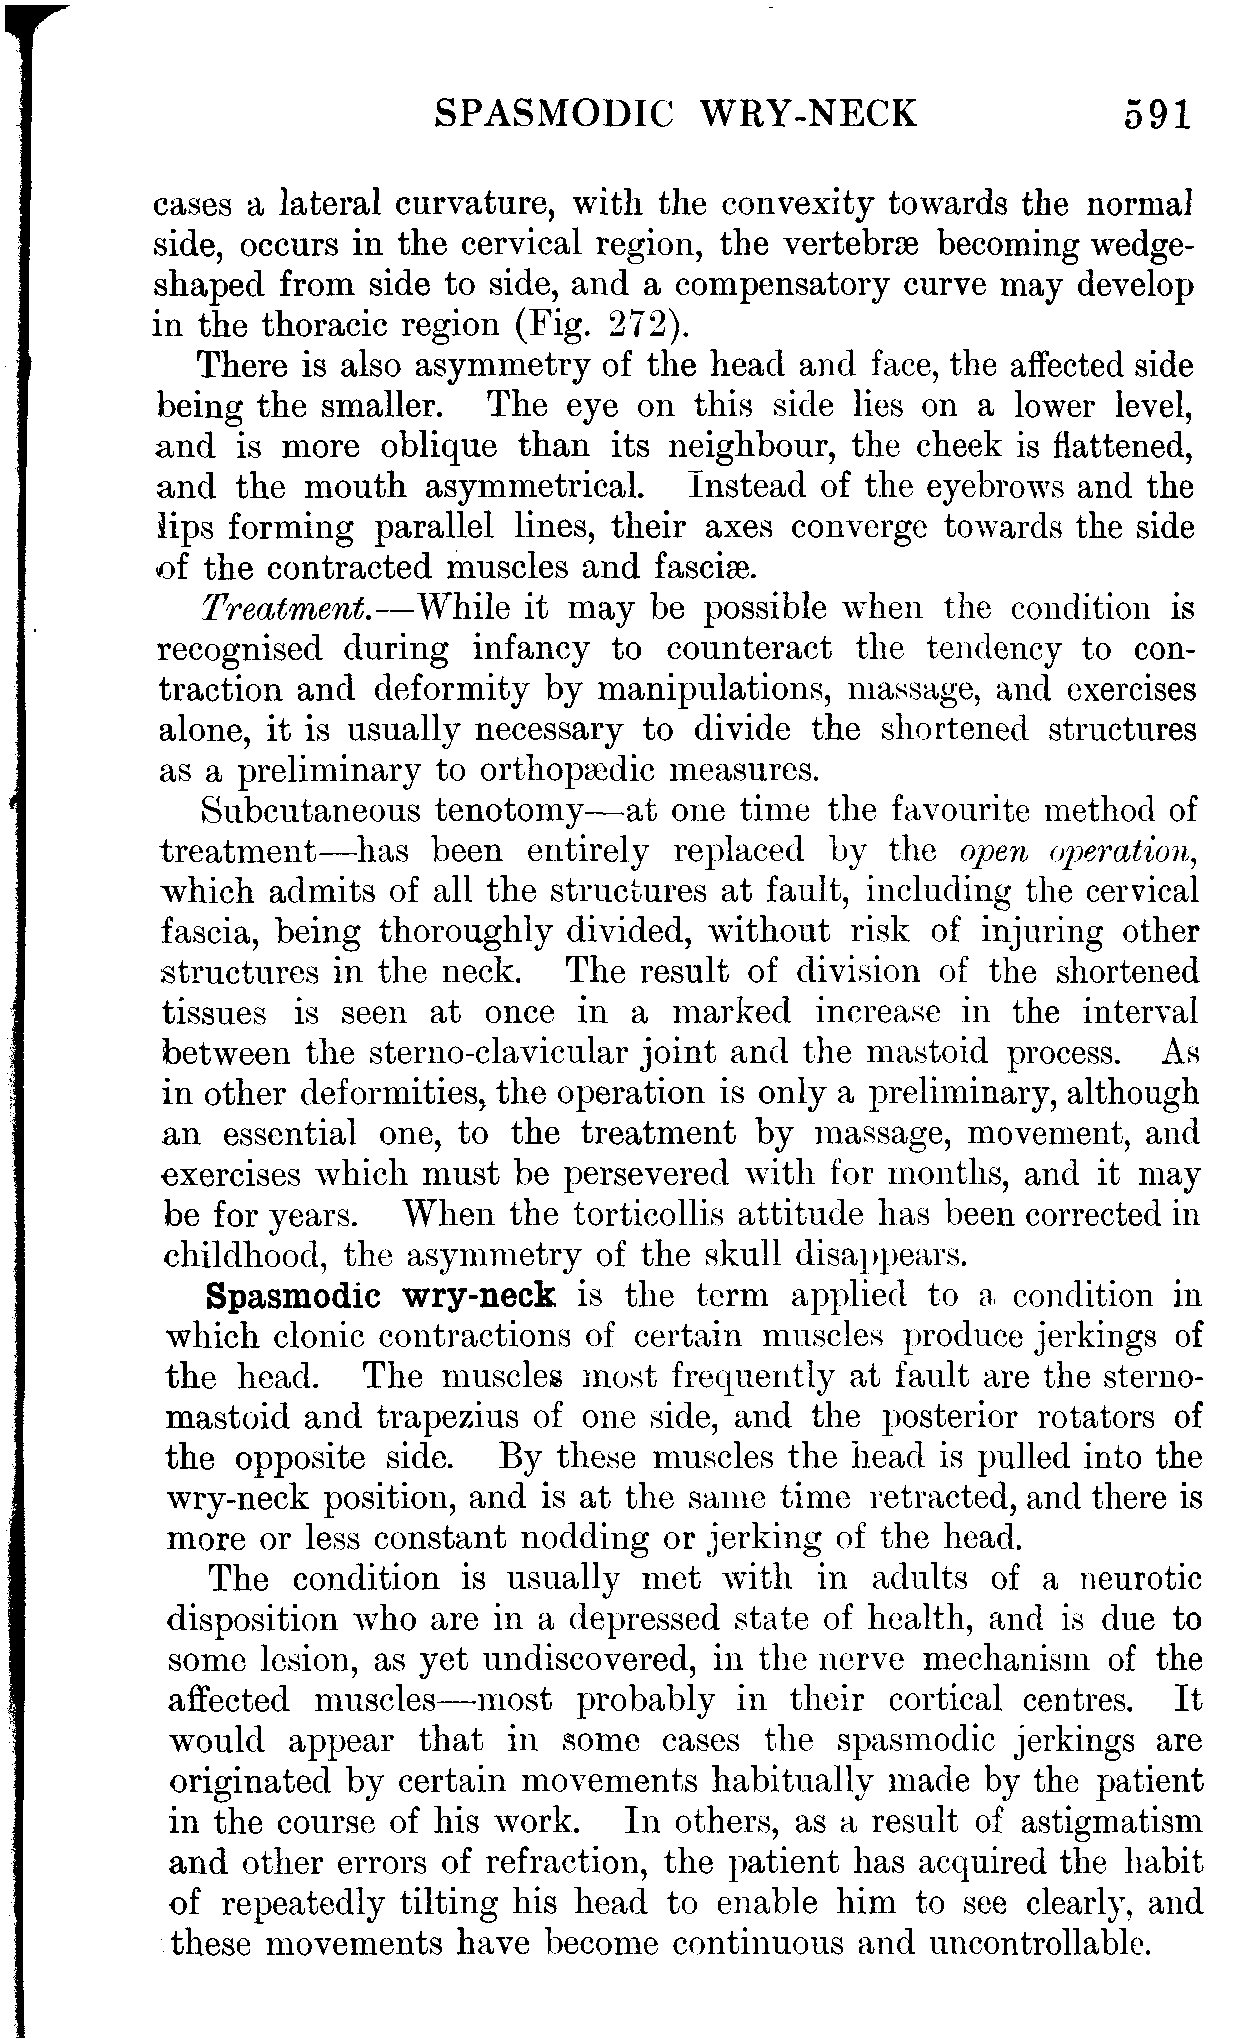 SPASMODIC WRY-NECK 591
cases a lateral curvature, with the convexity towards the normal
side, occurs in the cervical region, the vertebræ becoming wedge-
shaped from side to side, and a compensatory curve may develop
in the thoracic region (Fig. 272).
There is also asymmetry of the head and face, the affected side
being the smaller. The eye on this side lies on a lower level,
and is more oblique than its neighbour, the cheek is flattened,
and the mouth asymmetrical. Instead of the eyebrows and the
lips forming parallel lines, their axes converge towards the side
of the contracted muscles and fasciæ.
Treatment.—While it may be possible when the condition is
recognised during infancy to counteract the tendency to con-
traction and deformity by manipulations, massage, and exercises
alone, it is usually necessary to divide the shortened structures
as a preliminary to orthopædic measures.
Subcutaneous tenotomy—at one time the favourite method of
treatment—has been entirely replaced by the open operation,
which admits of all the structures at fault, including the cervical
fascia, being thoroughly divided, without risk of injuring other
structures in the neck. The result of division of the shortened
tissues is seen at once in a marked increase in the interval
between the sterno-clavicular joint and the mastoid process. As
in other deformities, the operation is only a preliminary, although
an essential one, to the treatment by massage, movement, and
exercises which must be persevered with for months, and it may
be for years. When the torticollis attitude has been corrected in
childhood, the asymmetry of the skull disappears.
Spasmodic wry-neck is the term applied to a condition in
which clonic contractions of certain muscles produce jerkings of
the head. The muscles most frequently at fault are the sterno-
mastoid and trapezius of one side, and the posterior rotators of
the opposite side. By these muscles the head is pulled into the
wry-neck position, and is at the same time retracted, and there is
more or less constant nodding or jerking of the head.
The condition is usually met with in adults of a neurotic
disposition who are in a depressed state of health, and is due to
some lesion, as yet undiscovered, in the nerve mechanism of the
affected muscles—most probably in their cortical centres. It
would appear that in some cases the spasmodic jerkings are
originated by certain movements habitually made by the patient
in the course of his work. In others, as a result of astigmatism
and other errors of refraction, the patient has acquired the habit
of repeatedly tilting his head to enable him to see clearly, and
these movements have become continuous and uncontrollable.